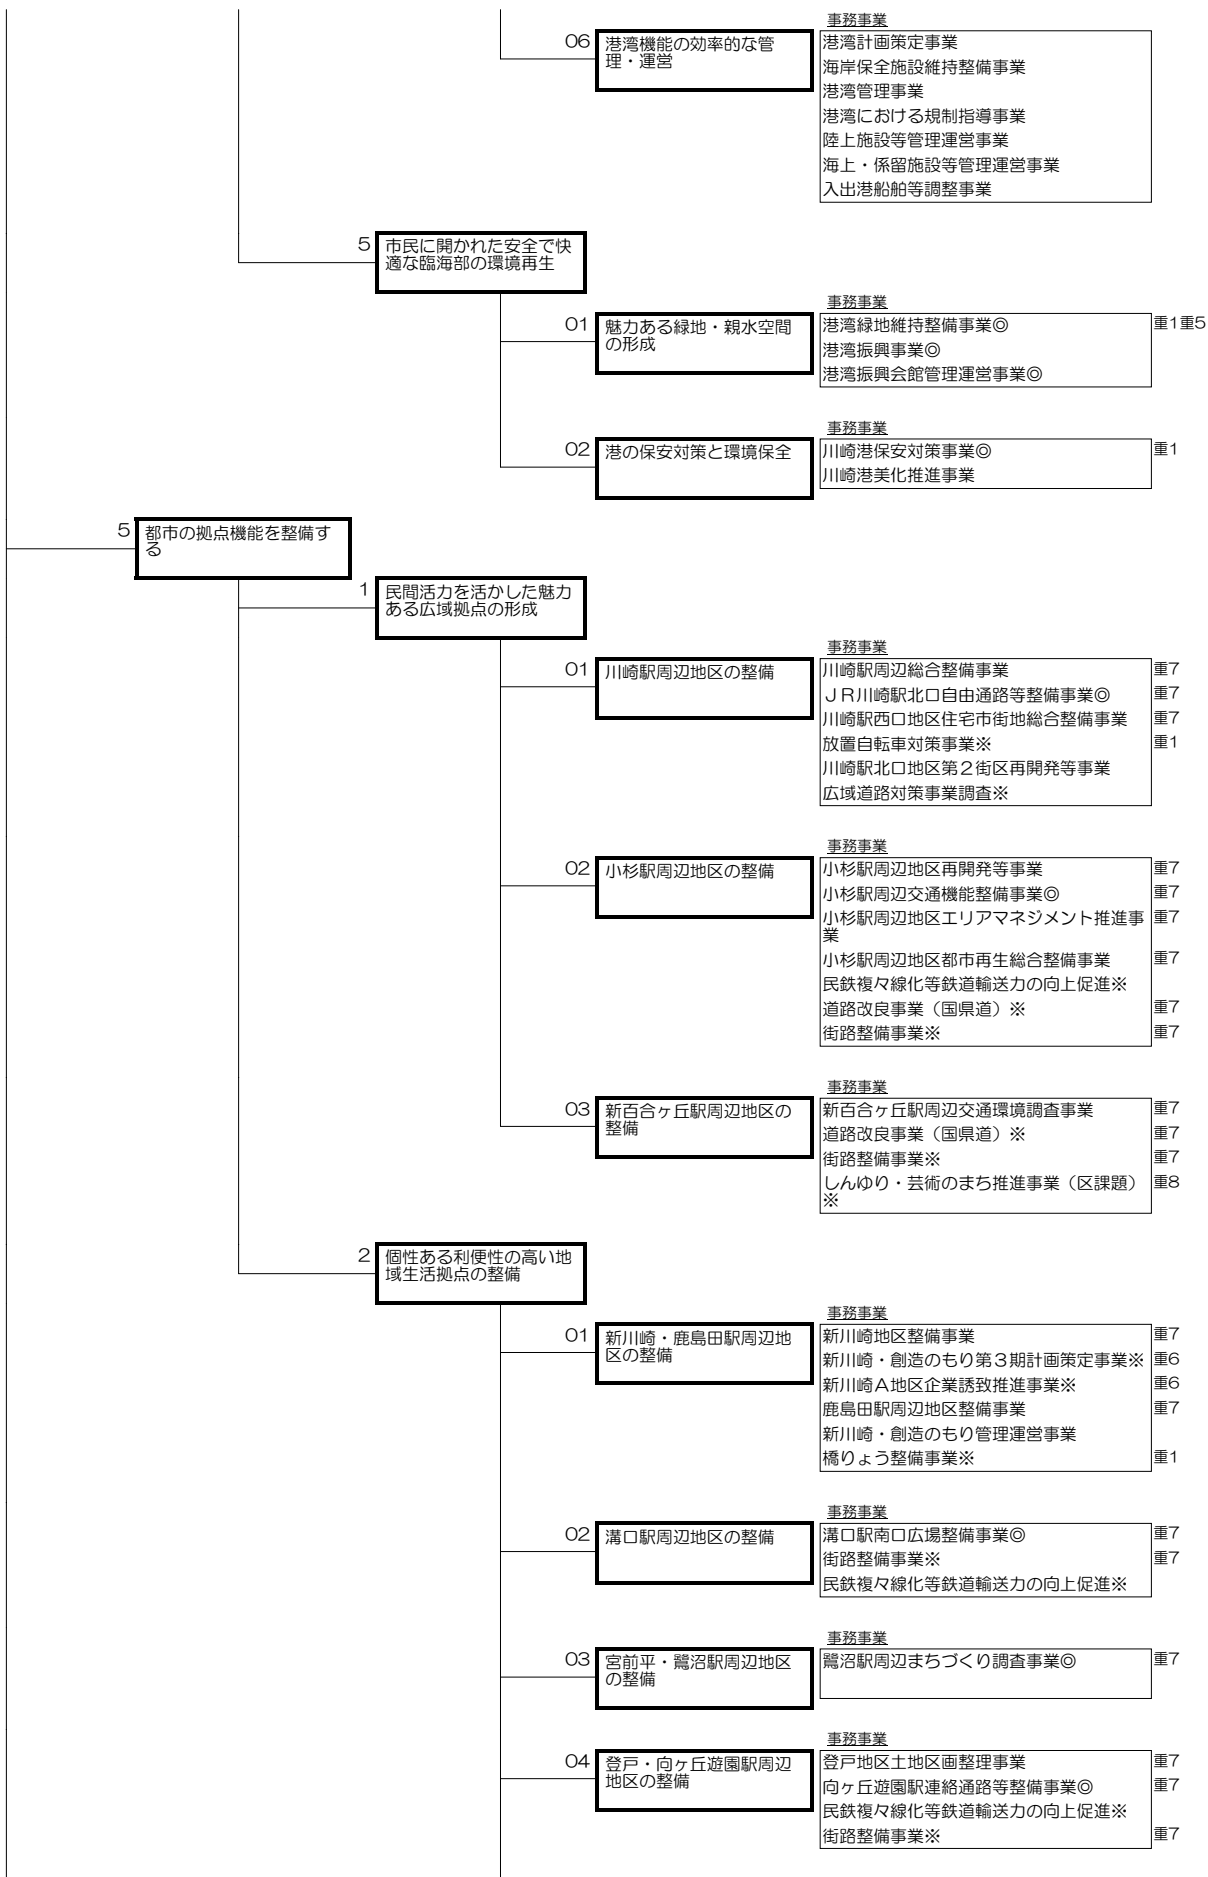 事務事業
06 港湾機能の効率的な管
理・運営
港湾計画策定事業
海岸保全施設維持整備事業
港湾管理事業
港湾における規制指導事業
陸上施設等管理運営事業
海上・係留施設等管理運営事業
入出港船舶等調整事業
5 市民に開かれた安全で快
適な臨海部の環境再生
事務事業
01 魅力ある緑地・親水空間
の形成
港湾緑地維持整備事業◎ 重1重5
港湾振興事業◎
港湾振興会館管理運営事業◎
事務事業
02 港の保安対策と環境保全
川崎港保安対策事業◎ 重1
川崎港美化推進事業
5 都市の拠点機能を整備す
る
1 民間活力を活かした魅力
ある広域拠点の形成
事務事業
01 川崎駅周辺地区の整備
川崎駅周辺総合整備事業 重7
JR川崎駅北口自由通路等整備事業◎ 重7
川崎駅西口地区住宅市街地総合整備事業 重7
放置自転車対策事業※ 重1
川崎駅北口地区第2街区再開発等事業
広域道路対策事業調査※
事務事業
02 小杉駅周辺地区の整備
小杉駅周辺地区再開発等事業 重7
小杉駅周辺交通機能整備事業◎ 重7
小杉駅周辺地区エリアマネジメント推進事 重7
業
小杉駅周辺地区都市再生総合整備事業 重7
民鉄複々線化等鉄道輸送力の向上促進※
道路改良事業(国県道)※ 重7
街路整備事業※ 重7
事務事業
03 新百合ヶ丘駅周辺地区の
整備
新百合ヶ丘駅周辺交通環境調査事業 重7
道路改良事業(国県道)※ 重7
街路整備事業※ 重7
しんゆり・芸術のまち推進事業(区課題) 重8
※
2 個性ある利便性の高い地
域生活拠点の整備
事務事業
01 新川崎・鹿島田駅周辺地
区の整備
新川崎地区整備事業 重7
新川崎・創造のもり第3期計画策定事業※ 重6
新川崎A地区企業誘致推進事業※ 重6
鹿島田駅周辺地区整備事業 重7
新川崎・創造のもり管理運営事業
橋りょう整備事業※ 重1
事務事業
02 溝口駅周辺地区の整備
溝口駅南口広場整備事業◎ 重7
街路整備事業※ 重7
民鉄複々線化等鉄道輸送力の向上促進※
事務事業
03 宮前平・鷺沼駅周辺地区
の整備
鷺沼駅周辺まちづくり調査事業◎ 重7
事務事業
04 登戸・向ヶ丘遊園駅周辺
地区の整備
登戸地区土地区画整理事業 重7
向ヶ丘遊園駅連絡通路等整備事業◎ 重7
民鉄複々線化等鉄道輸送力の向上促進※
街路整備事業※ 重7